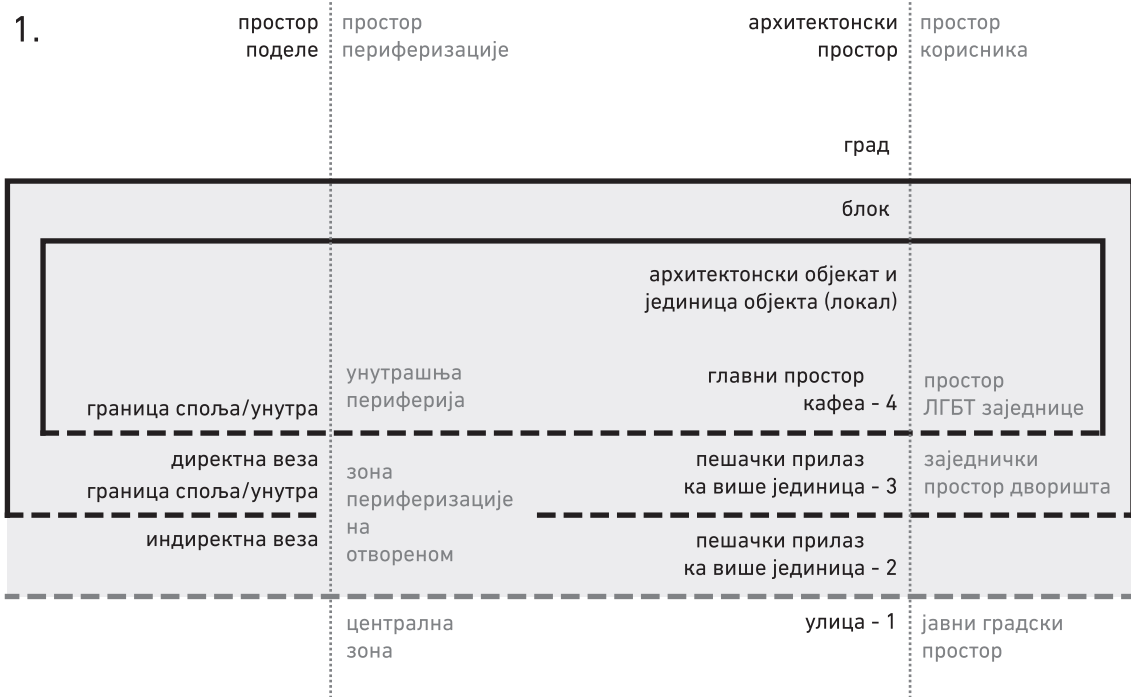 1.
простор
поделе
простор
периферизације
архитектонски
простор
простор
корисника
град
блок
архитектонски објекат и
јединица објекта (локал)
граница споља/унутра
унутрашња
периферија
главни простор
кафеа - 4
простор
ЛГБТ заједнице
директна веза
граница споља/унутра
индиректна веза
зона
периферизације
на
отвореном
пешачки прилаз
ка више јединица - 3
заједнички
простор дворишта
пешачки прилаз
ка више јединица - 2
централна
зона
улица - 1
јавни градски
простор